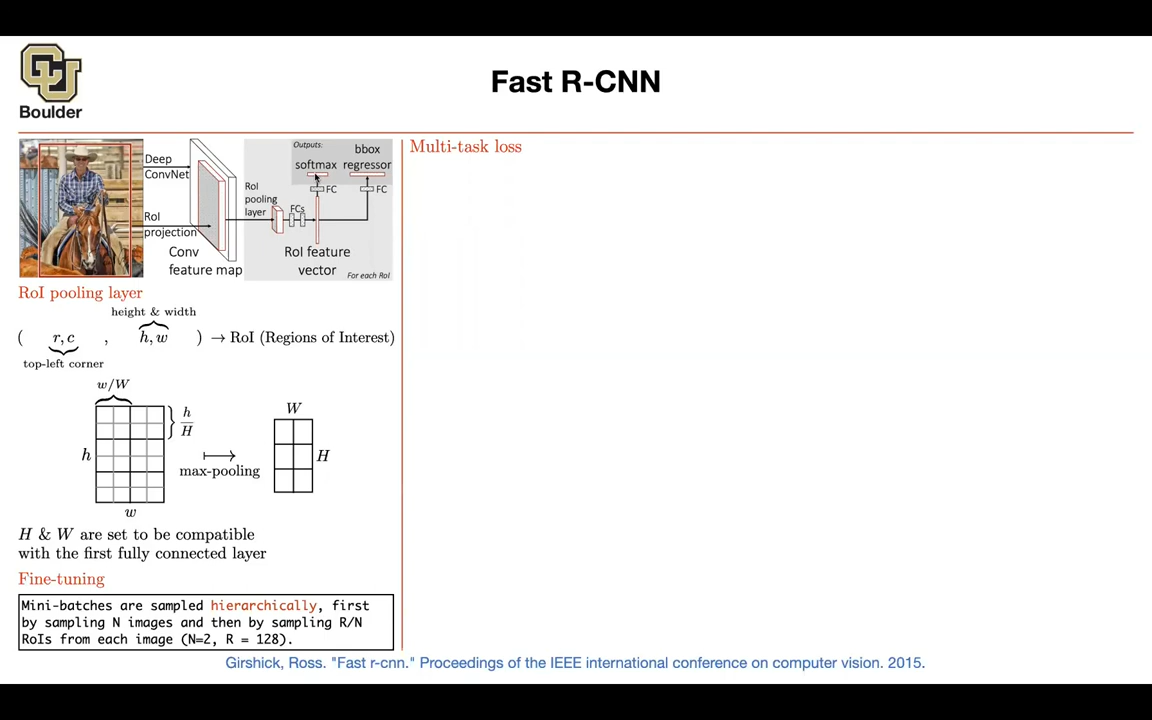 Boulder
Fast R-CNN
Deep
ConvNet
RoI
projection
Conv
feature map
RoI
pooling
layer
FCs
Outputs:
softmax
bbox
regressor
FC
FC
RoI feature
vector
For each RoI
RoI pooling layer
height & width
( r, c , h, w ) → RoI (Regions of Interest)
top-left corner
w/W
h
H
h
w
max-pooling
W
H
H & W are set to be compatible
with the first fully connected layer
Fine-tuning
Mini-batches are sampled hierarchically, first
by sampling N images and then by sampling R/N
RoIs from each image (N=2, R = 128).
Multi-task loss
Girshick, Ross. "Fast r-cnn." Proceedings of the IEEE international conference on computer vision. 2015.